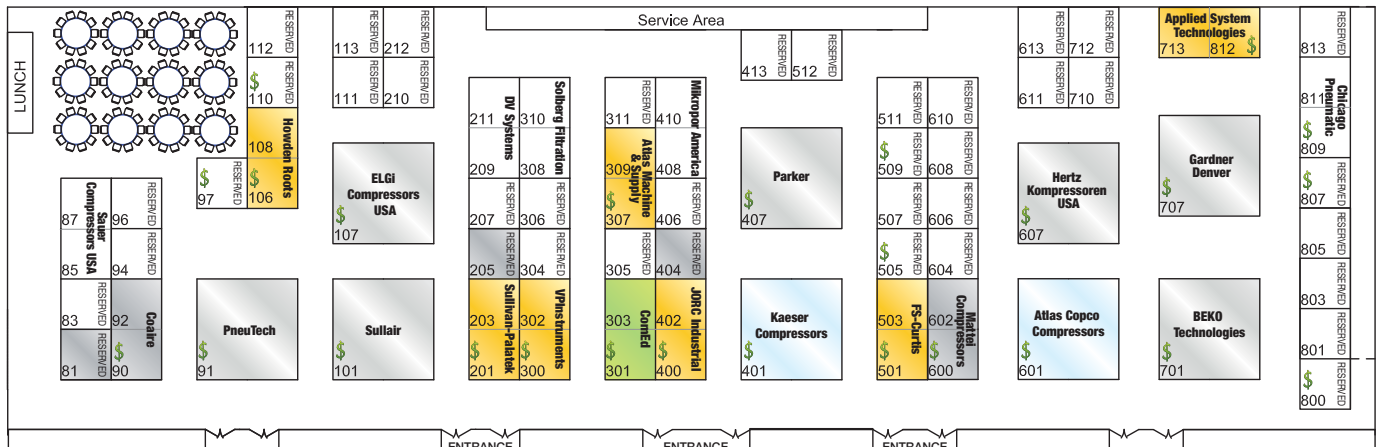 Service Area
LUNCH
RESERVED
112
$
RESERVED
110
Howden Roots
108
$
106
$
RESERVED
97
RESERVED
113
RESERVED
212
RESERVED
111
RESERVED
210
ELGi
Compressors
USA
$
107
Sauer
Compressors USA
87
85
RESERVED
96
RESERVED
94
RESERVED
83
RESERVED
81
Coaire
92
$
90
PneuTech
$
91
Sullair
$
101
DV Systems
211
209
Solberg Filtration
310
308
RESERVED
207
RESERVED
306
RESERVED
205
RESERVED
304
Sullivan-Palatek
203
$
201
VPInstruments
302
$
300
RESERVED
311
Mikropor America
410
408
Atlas Machine
& Supply
309
$
307
RESERVED
406
RESERVED
305
RESERVED
404
ComEd
303
$
301
JORC Industrial
402
$
400
RESERVED
413
RESERVED
512
Parker
$
407
Kaeser
Compressors
$
401
RESERVED
511
RESERVED
610
$
RESERVED
509
RESERVED
608
RESERVED
507
RESERVED
606
$
RESERVED
505
RESERVED
604
FS-Curtis
503
$
501
Mattei
Compressors
602
$
600
RESERVED
613
RESERVED
712
RESERVED
611
RESERVED
710
Hertz
Kompressoren
USA
$
607
Atlas Copco
Compressors
$
601
Applied System
Technologies
713
812
$
Gardner
Denver
$
707
BEKO
Technologies
$
701
RESERVED
813
Chicago
Pneumatic
811
$
809
$
RESERVED
807
RESERVED
805
RESERVED
803
RESERVED
801
$
RESERVED
800
ENTRANCE
ENTRANCE
ENTRANCE